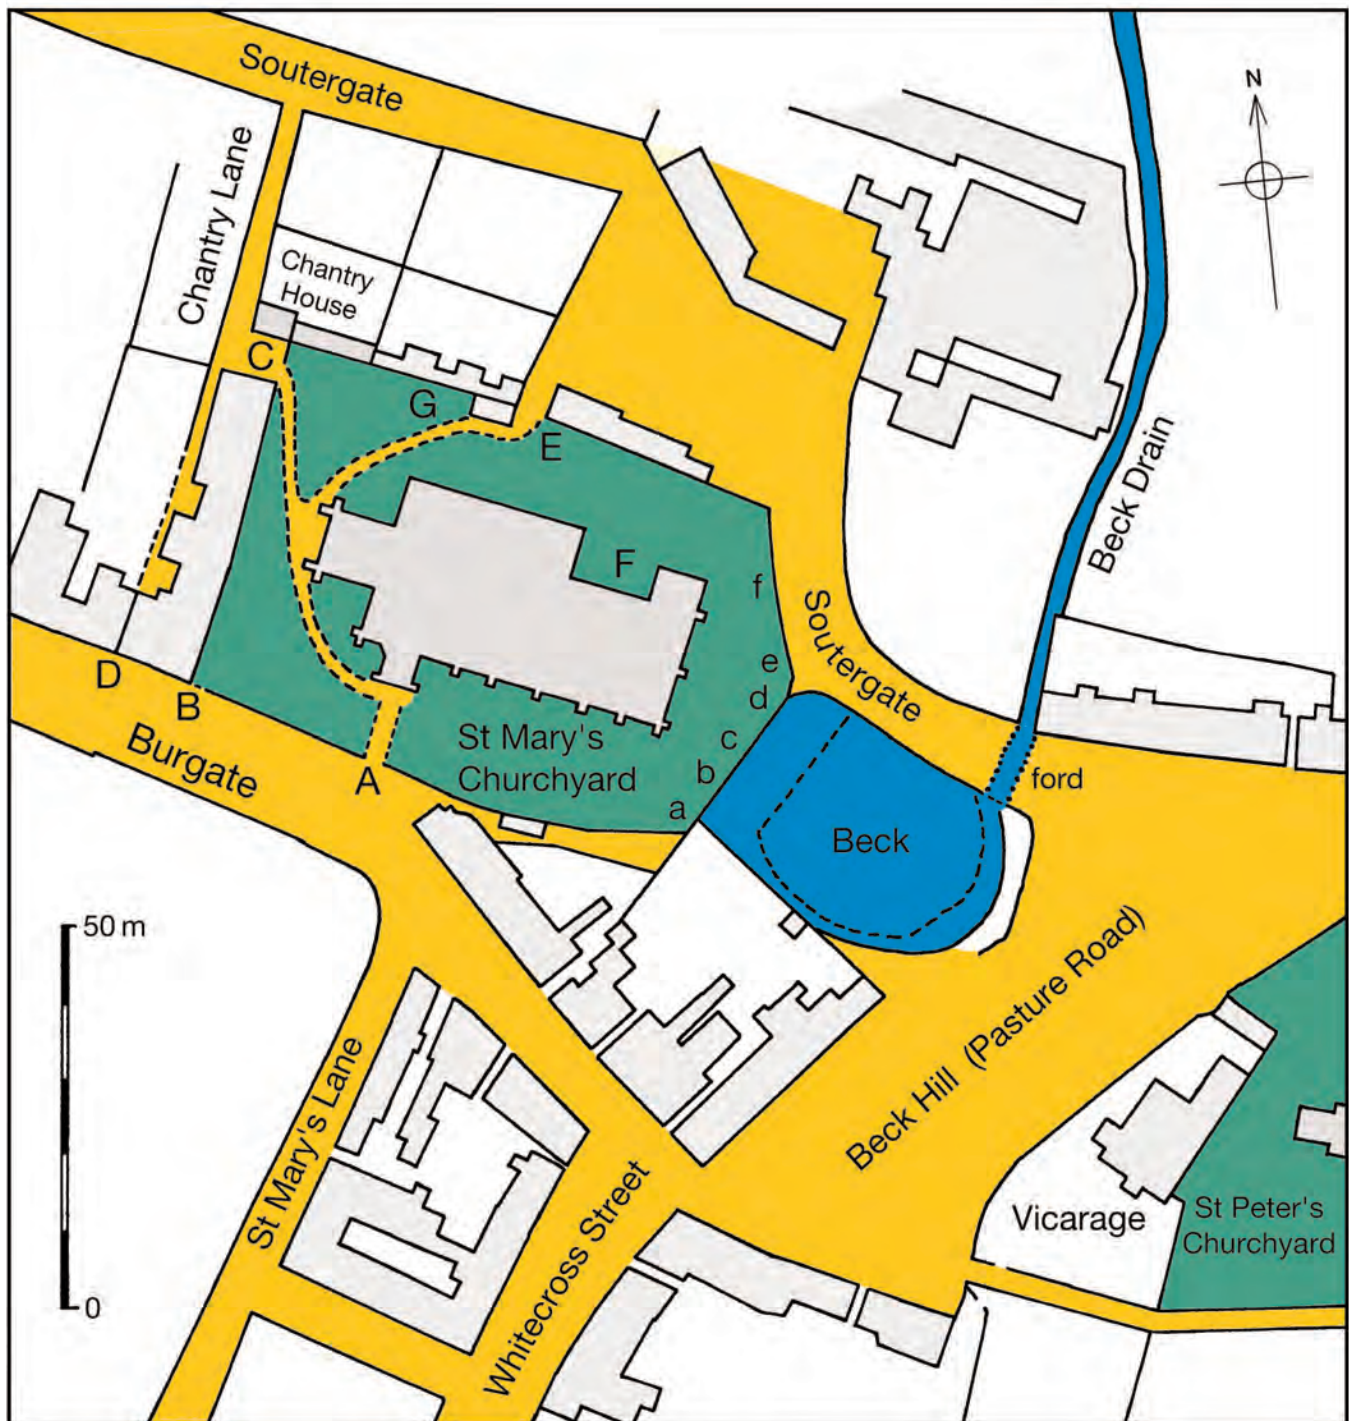 Soutergate
N
Chantry Lane
Chantry
House
C
G
E
Beck Drain
F
f
Soutergate
e
d
D
B
Burgate
A
St Mary's
Churchyard
c
b
a
ford
Beck
50 m
Beck Hill (Pasture Road)
St Mary's Lane
Whitecross Street
Vicarage
St Peter's
Churchyard
0